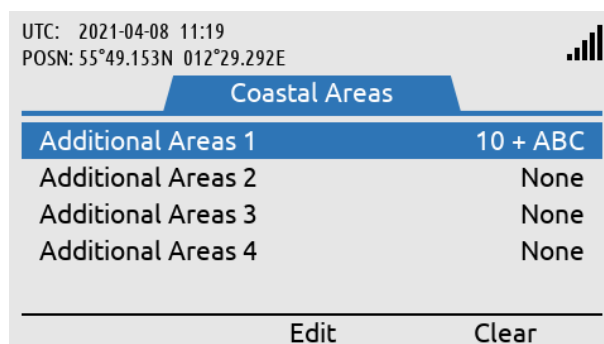 UTC: 2021-04-08 11:19
POSN: 55°49.153N 012°29.292E
Coastal Areas
Additional Areas 1 10 + ABC
Additional Areas 2 None
Additional Areas 3 None
Additional Areas 4 None
Edit Clear